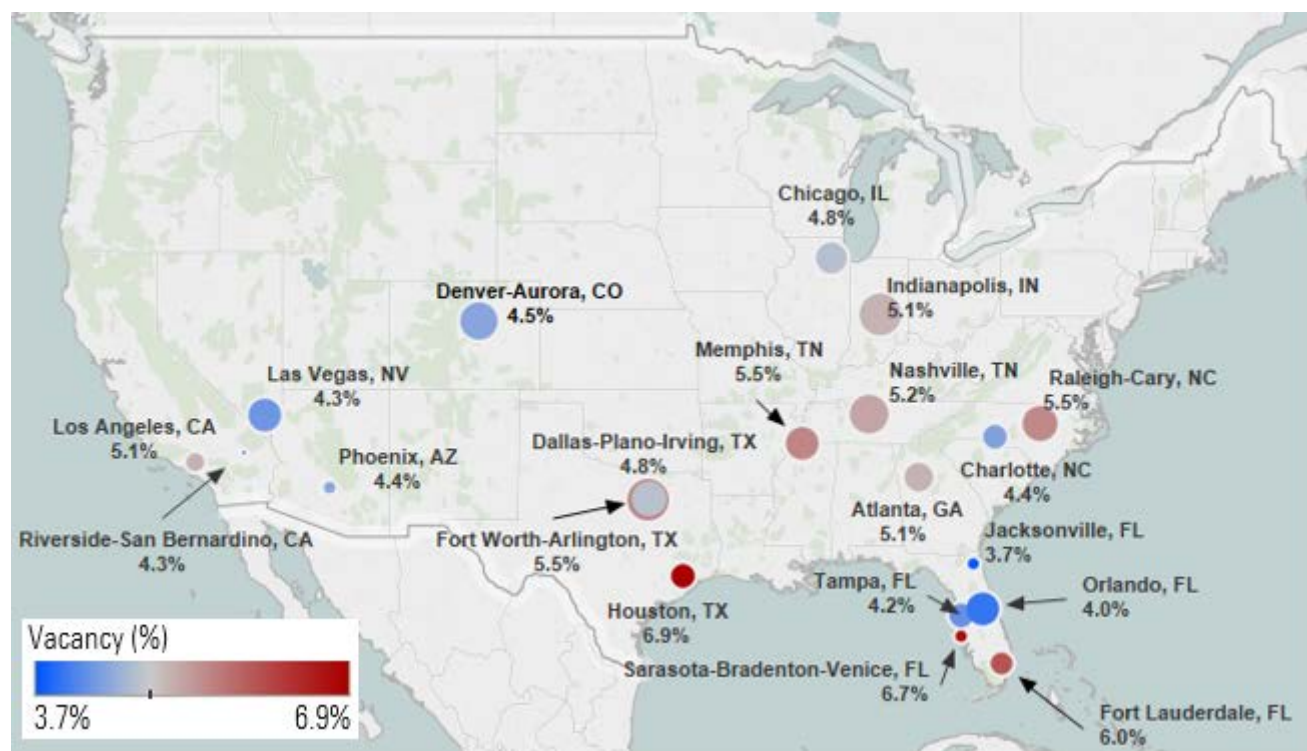 Chicago, IL
4.8%
Denver-Aurora, CO
4.5%
Indianapolis, IN
5.1%
Memphis, TN
5.5%
Nashville, TN
5.2%
Raleigh-Cary, NC
5.5%
Las Vegas, NV
4.3%
Los Angeles, CA
5.1%
Phoenix, AZ
4.4%
Dallas-Plano-Irving, TX
4.8%
Charlotte, NC
4.4%
Atlanta, GA
5.1%
Riverside-San Bernardino, CA
4.3%
Fort Worth-Arlington, TX
5.5%
Jacksonville, FL
3.7%
Tampa, FL
4.2%
Orlando, FL
4.0%
Houston, TX
6.9%
Sarasota-Bradenton-Venice, FL
6.7%
Fort Lauderdale, FL
6.0%
Vacancy (%)
3.7% 6.9%